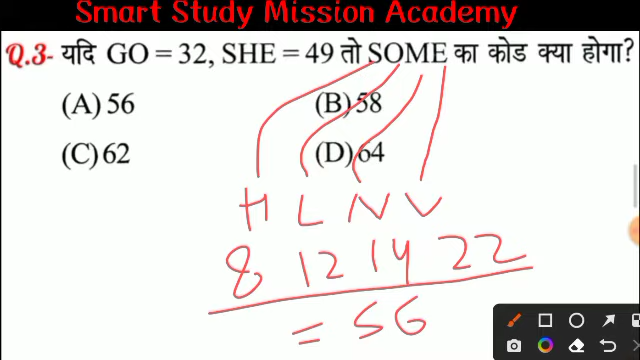 Smart Study Mission Academy
Q.3- यदि GO = 32, SHE = 49 तो SOME का कोड क्या होगा?
(A) 56 (B) 58
(C) 62 (D) 64
H L N V
8 12 14 22
= 56